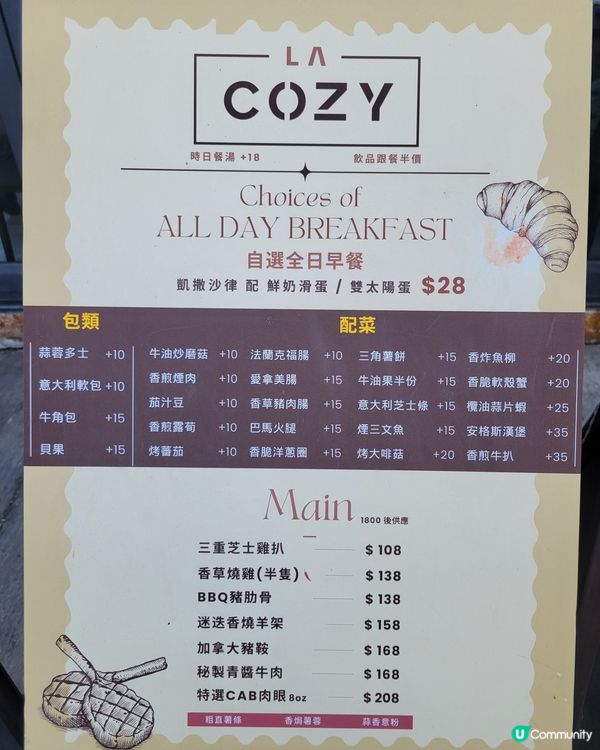 LA
COZY
時日餐湯 +18 飲品跟餐半價
Choices of
ALL DAY BREAKFAST
自選全日早餐
凱撒沙律 配 鮮奶滑蛋 / 雙太陽蛋 $28
包類 配菜
蒜蓉多士 +10 牛油炒磨菇 +10 法蘭克福腸 +10 三角薯餅 +15 香炸魚柳 +20
意大利軟包 +10 香煎煙肉 +10 愛拿美腸 +15 牛油果半份 +15 香脆軟殼蟹 +20
牛角包 +15 茄汁豆 +10 香草豬肉腸 +15 意大利芝士條 +15 欖油蒜片蝦 +25
香煎露荀 +10 巴馬火腿 +15 煙三文魚 +15 安格斯漢堡 +35
貝果 +15 烤蕃茄 +10 香脆洋蔥圈 +15 烤大啡菇 +20 香煎牛扒 +35
Main 1800 後供應
三重芝士雞扒 $ 108
香草燒雞(半隻) $ 138
BBQ豬肋骨 $ 138
迷迭香燒羊架 $ 158
加拿大豬鞍 $ 168
秘製青醬牛肉 $ 168
特選CAB肉眼 8oz $ 208
粗直薯條 香焗薯蓉 蒜香意粉
U Community